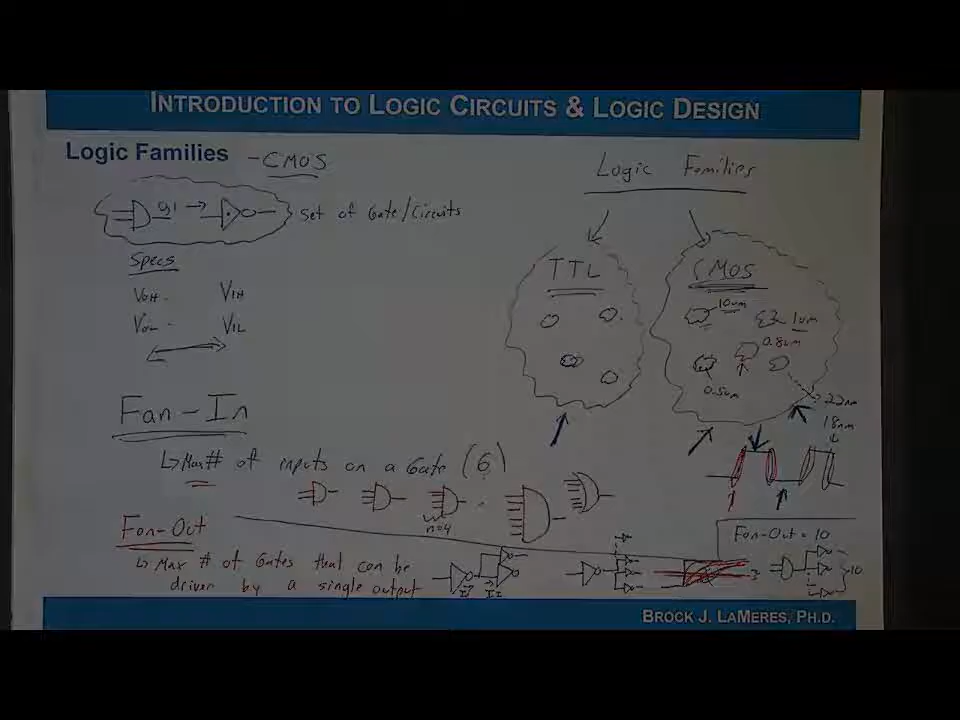 INTRODUCTION TO LOGIC CIRCUITS & LOGIC DESIGN
Logic Families - CMOS
Set of Gate/Circuits
Specs
VOH VIH
VOL VIL
Logic Families
TTL
CMOS
10um
1um
0.8um
0.5um
22nm
18nm
Fan-In
Max # of inputs on a Gate (6)
n=4
Fan-Out
Max # of Gates that can be
driven by a single output
Fan-Out = 10
10
BROCK J. LAMERES, PH.D.